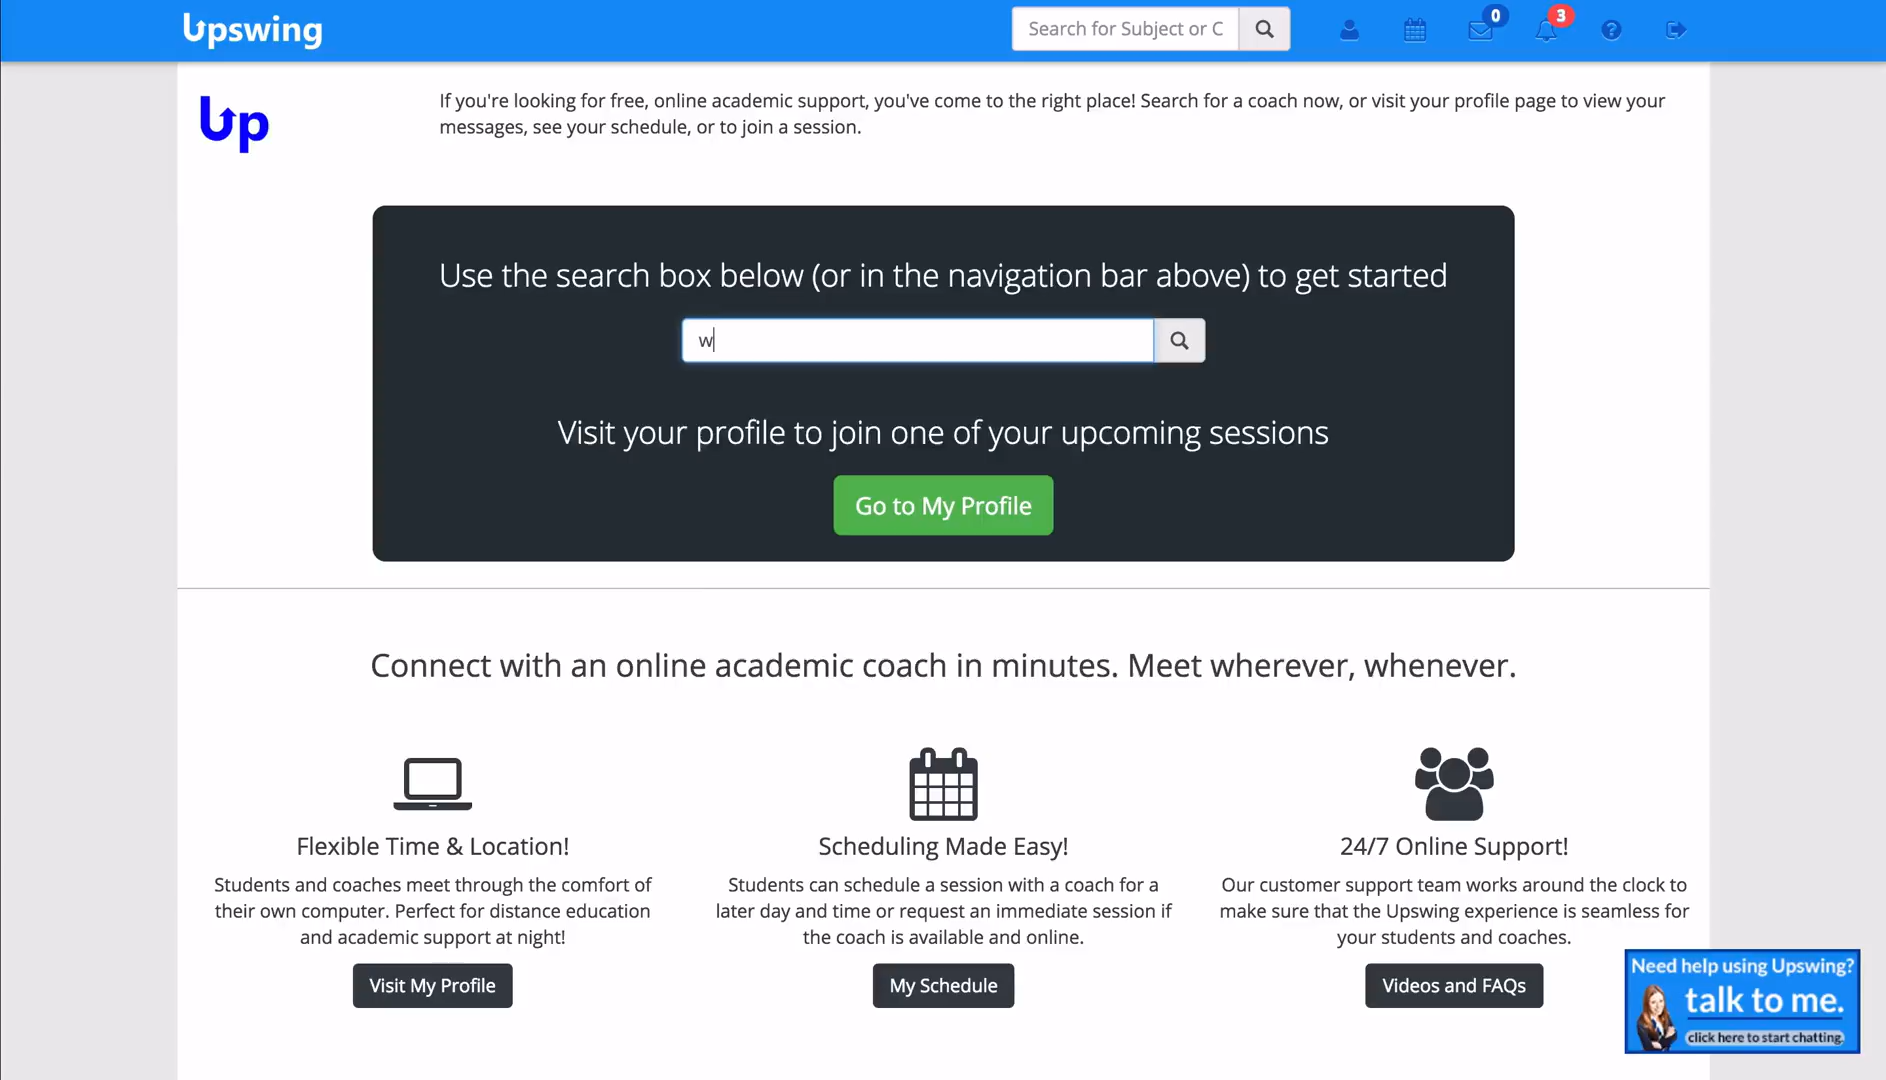 Upswing
Search for Subject or C
0
3
Up
If you're looking for free, online academic support, you've come to the right place! Search for a coach now, or visit your profile page to view your
messages, see your schedule, or to join a session.
Use the search box below (or in the navigation bar above) to get started
w
Visit your profile to join one of your upcoming sessions
Go to My Profile
Connect with an online academic coach in minutes. Meet wherever, whenever.
Flexible Time & Location!
Students and coaches meet through the comfort of
their own computer. Perfect for distance education
and academic support at night!
Visit My Profile
Scheduling Made Easy!
Students can schedule a session with a coach for a
later day and time or request an immediate session if
the coach is available and online.
My Schedule
24/7 Online Support!
Our customer support team works around the clock to
make sure that the Upswing experience is seamless for
your students and coaches.
Videos and FAQs
Need help using Upswing?
talk to me.
click here to start chatting.